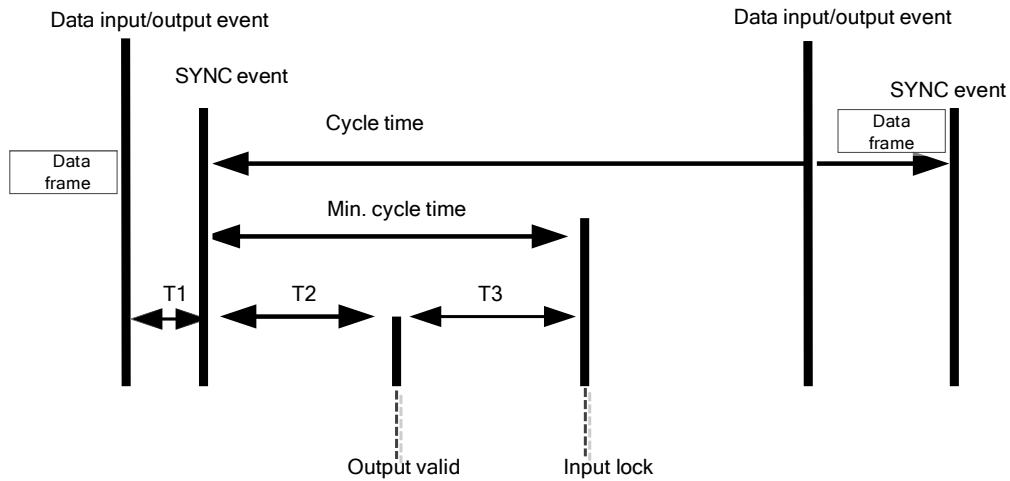 Data input/output event
Data input/output event
SYNC event
SYNC event
Cycle time
Data
frame
Data
frame
Min. cycle time
T1
T2
T3
Output valid
Input lock